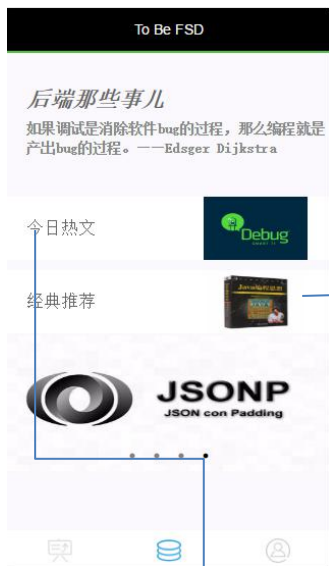 To Be FSD
后端那些事儿
如果调试是消除软件bug的过程，那么编程就是
产出bug的过程。——Edsger Dijkstra
今日热文
Debug
经典推荐
JSONP
JSON con Padding